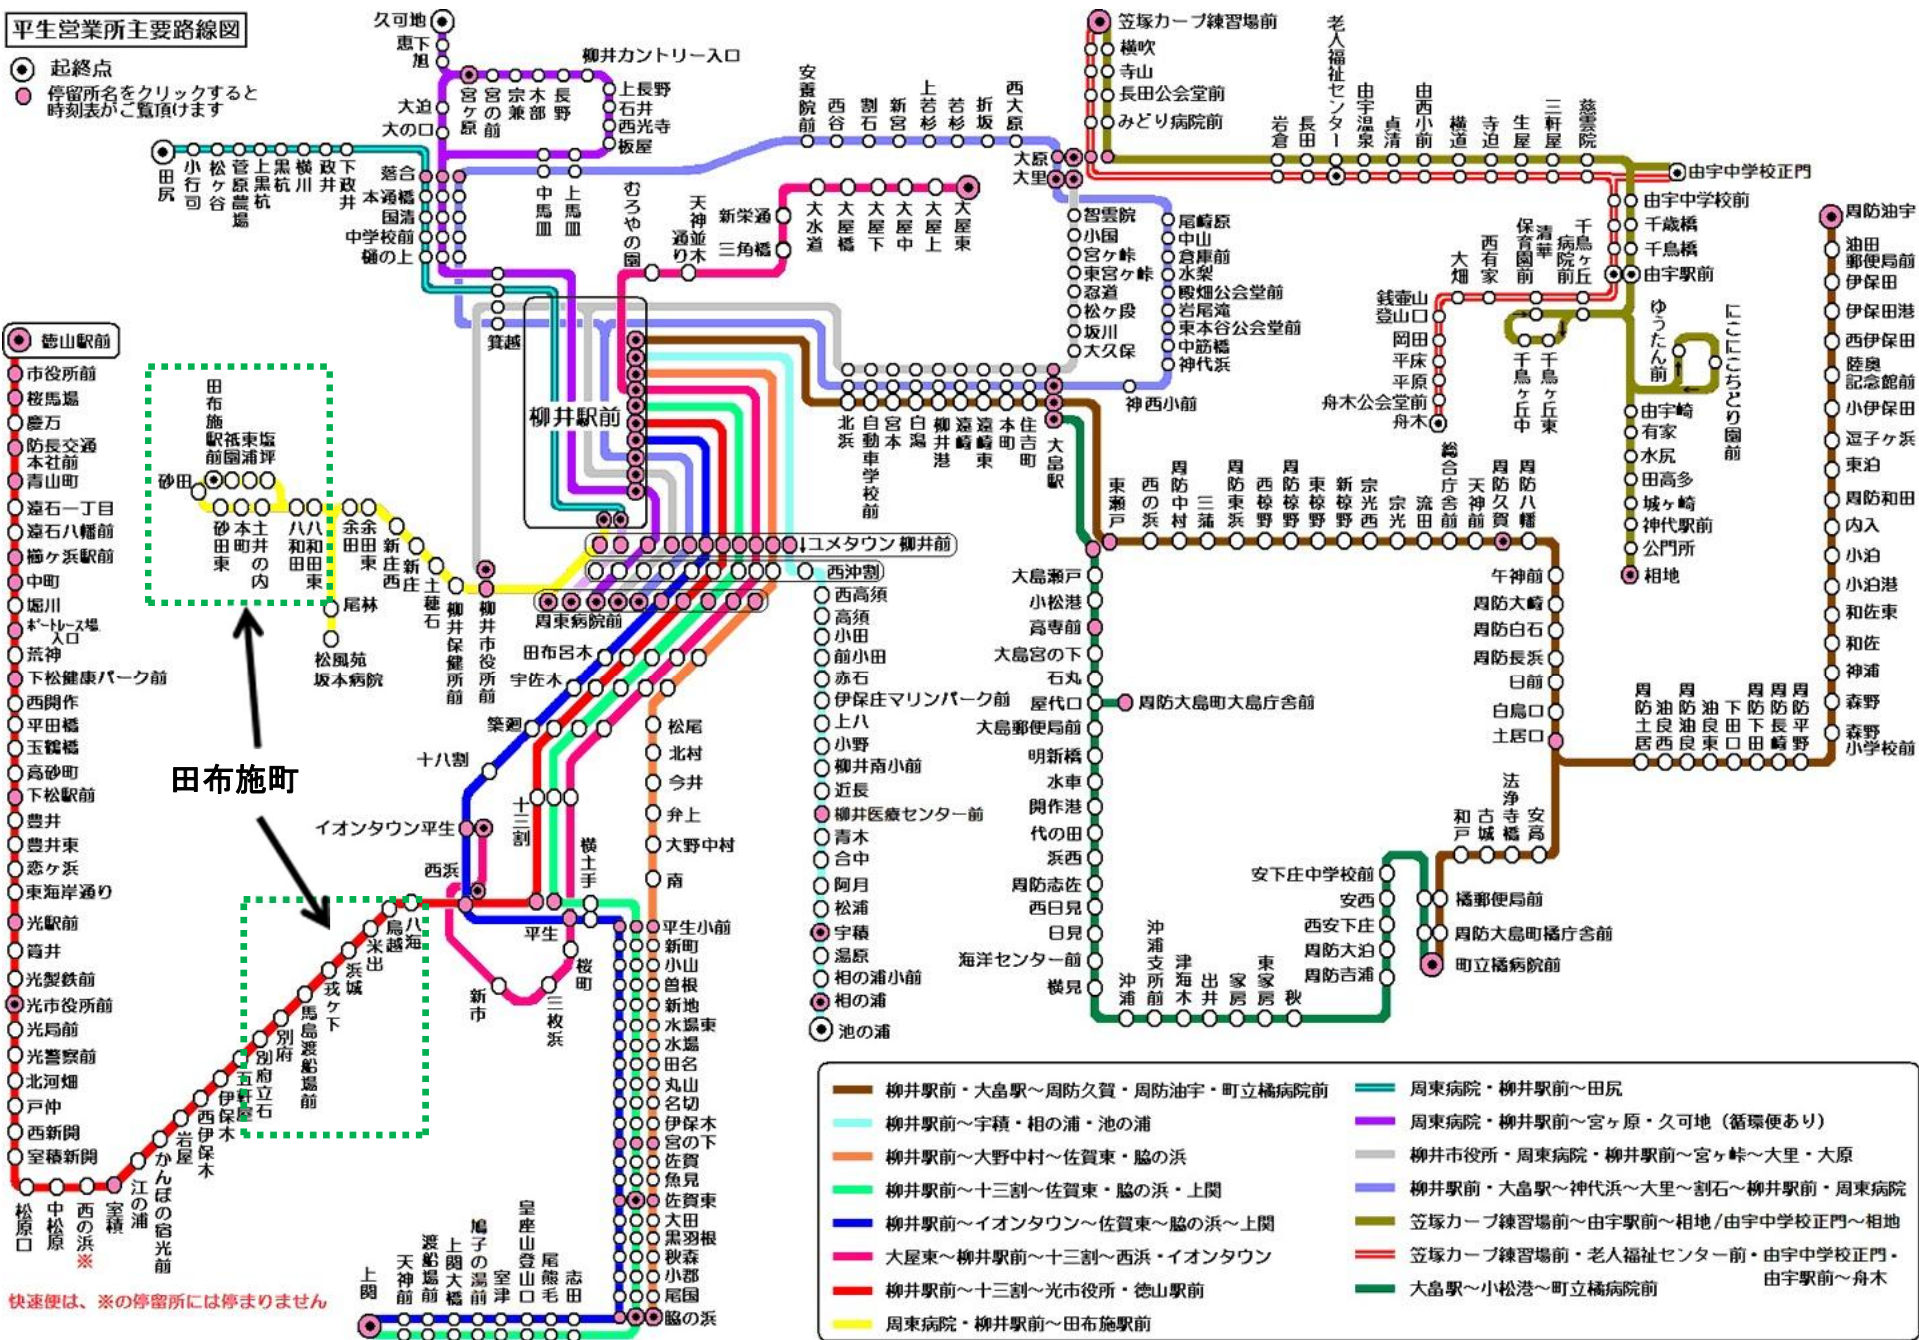 平生営業所主要路線図
起終点
停留所名をクリックすると
時刻表がご覧頂けます
久可地
恵下
旭
大迫
大の口
落合
本通橋
国清
中学校前
樋の上
宮ヶ原
宮の前
宗兼
木部
長野
柳井カントリー入口
上長野
石井
西光寺
板屋
中馬皿
上馬皿
田尻
小行司
松ヶ谷
菅原農場
上黒杭
黒杭
横川
政井
下政井
箕越
むろやの園
天神
通り
並木
三角橋
新栄通
大水道
大屋橋
大屋下
大屋中
大屋上
大屋東
安養院前
西谷
割石
新宮
上若杉
若杉
折坂
西大原
大原
大里
智雲院
小国
宮ヶ峠
東宮ヶ峠
忍道
松ヶ段
坂川
大久保
尾崎原
中山
倉庫前
水梨
殿畑公会堂前
岩尾滝
東本谷公会堂前
中筋橋
神代浜
神西小前
笠塚カーブ練習場前
横吹
寺山
長田公会堂前
みどり病院前
岩倉
長田
老人福祉センター
由宇温泉
貞清
由西小前
横道
寺迫
生屋
三軒屋
慈雲院
由宇中学校正門
由宇中学校前
千歳橋
千鳥橋
由宇駅前
大畑
西有家
保育園前
清華
病院前
千鳥ヶ丘
銭壷山
登山口
岡田
平床
平原
舟木公会堂前
舟木
千鳥ヶ丘中
千鳥ヶ丘東
ゆうたん前
にこにこちどり園前
由宇崎
有家
水尻
田高多
城ヶ崎
神代駅前
公門所
相地
周防油宇
油田
郵便局前
伊保田
伊保田港
西伊保田
陸奥
記念館前
小伊保田
逗子ヶ浜
東泊
周防和田
内入
小泊
小泊港
和佐東
和佐
神浦
森野
森野
小学校前
徳山駅前
市役所前
桜馬場
慶万
防長交通
本社前
青山町
遠石一丁目
遠石八幡前
櫛ヶ浜駅前
中町
堀川
ボートレース場
入口
荒神
下松健康パーク前
西開作
平田橋
玉鶴橋
高砂町
下松駅前
豊井
豊井東
恋ヶ浜
東海岸通り
光駅前
筒井
光製鉄前
光市役所前
光局前
光警察前
北河畑
戸仲
西新開
室積新開
松原口
中松原
西の浜※
室積
江の浦
かんぽの宿光前
岩屋
西伊保木
伊保木
五軒屋
別府立石
別府
馬島渡船場前
戎ヶ下
浜城
米出
鳥越
八海
快速便は、※の停留所には停まりません
田布施駅前
祇園
東浦
塩坪
砂田
砂田東
本町
土井の内
八和田
八和田東
余田
余田東
新庄西
新庄
土穂石
柳井保健所前
柳井市役所前
尾林
松風苑
坂本病院
田布施町
柳井駅前
↓ユメタウン柳井前
西沖割
周東病院前
田布呂木
宇佐木
築廻
十八割
イオンタウン平生
西浜
十三割
横土手
平生
桜町
三枚浜
新市
松尾
北村
今井
弁上
大野中村
南
平生小前
新町
小山
曽根
新地
水場東
水場
田名
丸山
名切
伊保木
宮の下
佐賀
魚見
佐賀東
大田
黒羽根
秋森
小郡
尾国
脇の浜
上関
天神前
渡船場前
上関大橋
鳩子の湯前
室津
皇座山登山口
尾熊毛
志田
西高須
高須
小田
前小田
赤石
伊保庄マリンパーク前
上八
小野
柳井南小前
近長
柳井医療センター前
青木
合中
阿月
松浦
宇積
湯原
相の浦小前
相の浦
池の浦
北浜
自動車学校前
宮本
白潟
柳井港
遠崎
遠崎東
本町
住吉町
大畠駅
東瀬戸
西の浜
周防中村
三蒲
周防東浜
西椋野
周防椋野
東椋野
新椋野
宗光西
宗光
流田
総合庁舎前
天神前
周防久賀
周防八幡
午神前
周防大崎
周防白石
周防長浜
日前
白鳥口
土居口
周防土居
油良西
周防油良
油良東
下田口
周防下田
周防長崎
周防平野
安高
法浄寺橋
古城
和戸
橘郵便局前
周防大島町橘庁舎前
町立橘病院前
大島瀬戸
小松港
高専前
大島宮の下
石丸
屋代口
周防大島町大島庁舎前
大島郵便局前
明新橋
水車
開作港
代の田
浜西
周防志佐
西日見
日見
海洋センター前
横見
沖浦
沖浦支所前
津海木
出井
家房
東家房
秋
周防吉浦
周防大泊
西安下庄
安西
安下庄中学校前
柳井駅前・大畠駅～周防久賀・周防油宇・町立橘病院前
柳井駅前～宇積・相の浦・池の浦
柳井駅前～大野中村～佐賀東・脇の浜
柳井駅前～十三割～佐賀東・脇の浜・上関
柳井駅前～イオンタウン～佐賀東～脇の浜～上関
大屋東～柳井駅前～十三割～西浜・イオンタウン
柳井駅前～十三割～光市役所・徳山駅前
周東病院・柳井駅前～田布施駅前
周東病院・柳井駅前～田尻
周東病院・柳井駅前～宮ヶ原・久可地（循環便あり）
柳井市役所・周東病院・柳井駅前～宮ヶ峠～大里・大原
柳井駅前・大畠駅～神代浜～大里～割石～柳井駅前・周東病院
笠塚カーブ練習場前～由宇駅前～相地/由宇中学校正門～相地
笠塚カーブ練習場前・老人福祉センター前・由宇中学校正門・
由宇駅前～舟木
大畠駅～小松港～町立橘病院前